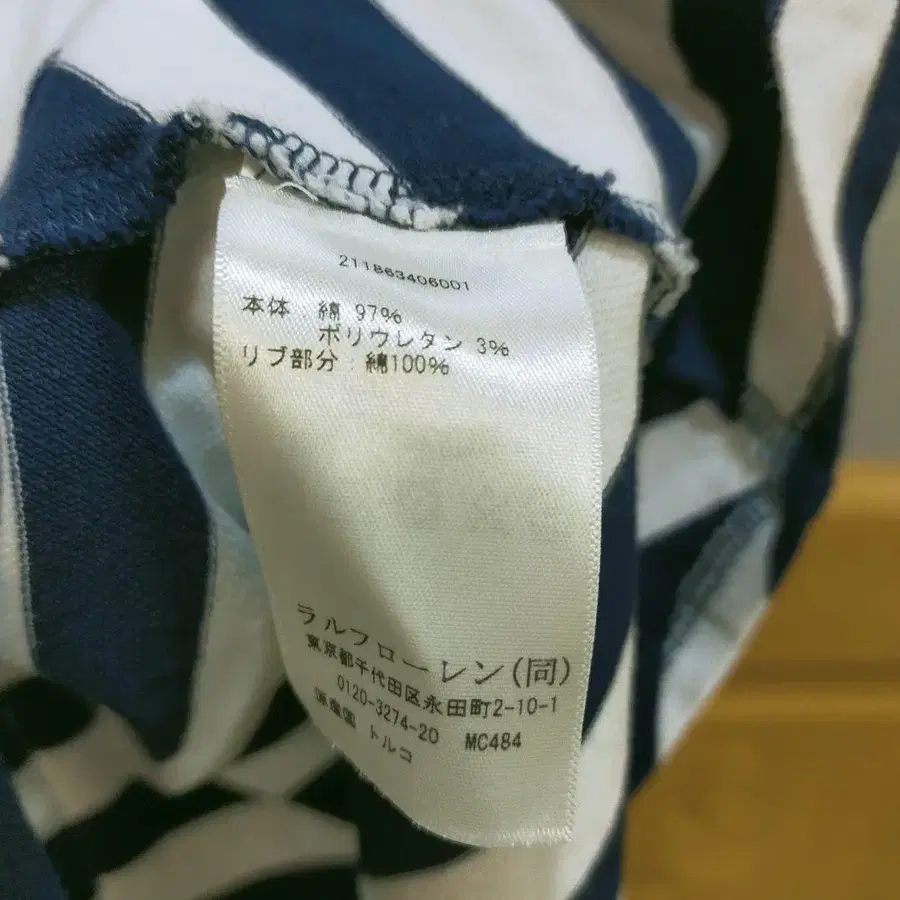 211863406001
本体 : 綿 97%
ポリウレタン 3%
リブ部分 : 綿100%
ラルフローレン(同)
東京都千代田区永田町2-10-1
0120-3274-20 MC484
原産国 トルコ